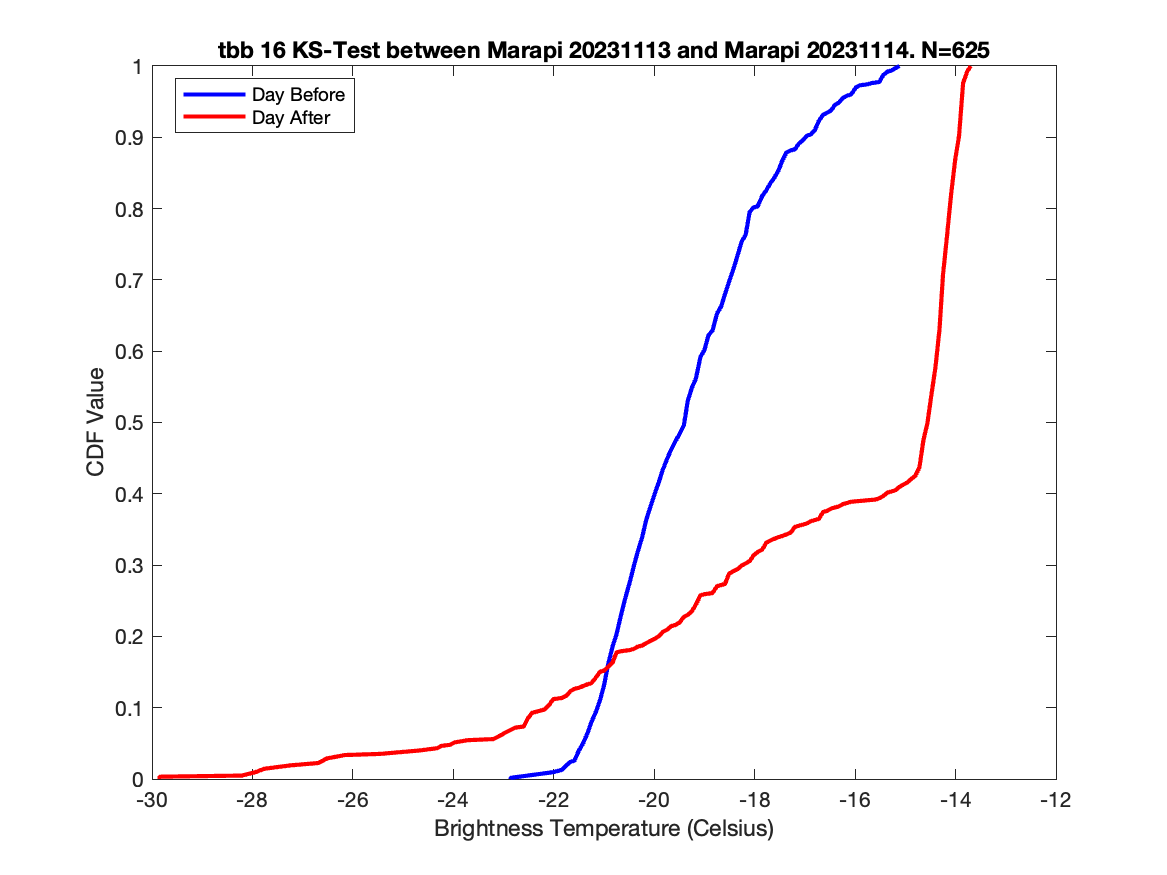 tbb 16 KS-Test between Marapi 20231113 and Marapi 20231114. N=625
Day Before
Day After
CDF Value
1
0.9
0.8
0.7
0.6
0.5
0.4
0.3
0.2
0.1
0
-30 -28 -26 -24 -22 -20 -18 -16 -14 -12
Brightness Temperature (Celsius)